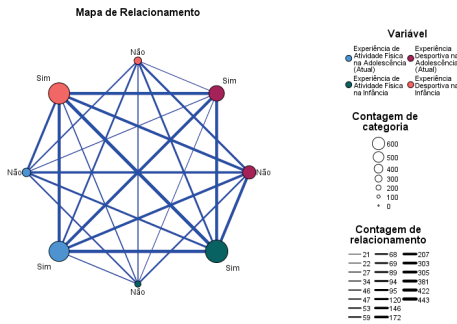 Mapa de Relacionamento
Não
Sim
Sim
Não
Não
Sim
Sim
Não
Variável
Experiência de
Atividade Física
na Adolescência
(Atual)
Experiência
Desportiva na
Adolescência
(Atual)
Experiência de
Atividade Física
na Infância
Experiência
Desportiva na
Infância
Contagem de
categoria
600
500
400
300
200
100
0
Contagem de
relacionamento
21 68 207
22 69 303
27 89 305
34 94 381
46 95 422
47 120 443
53 146
59 172